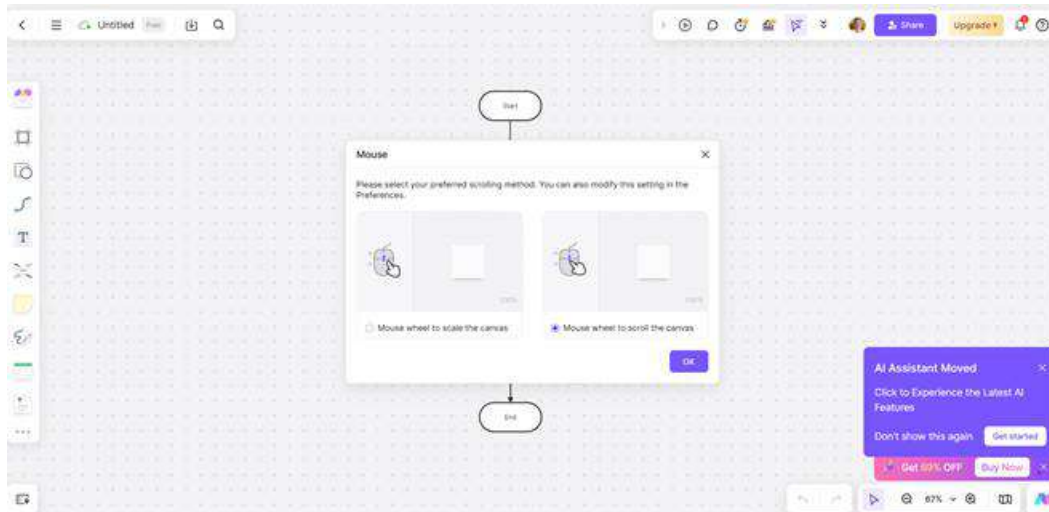 Untitled
Free
Share
Upgrade
Start
Mouse
Please select your preferred scrolling method. You can also modify this setting in the
Preferences.
Mouse wheel to scale the canvas
Mouse wheel to scroll the canvas
OK
End
AI Assistant Moved
Click to Experience the Latest AI
Features
Don't show this again
Get started
Get 60% OFF
Buy Now
T
67%